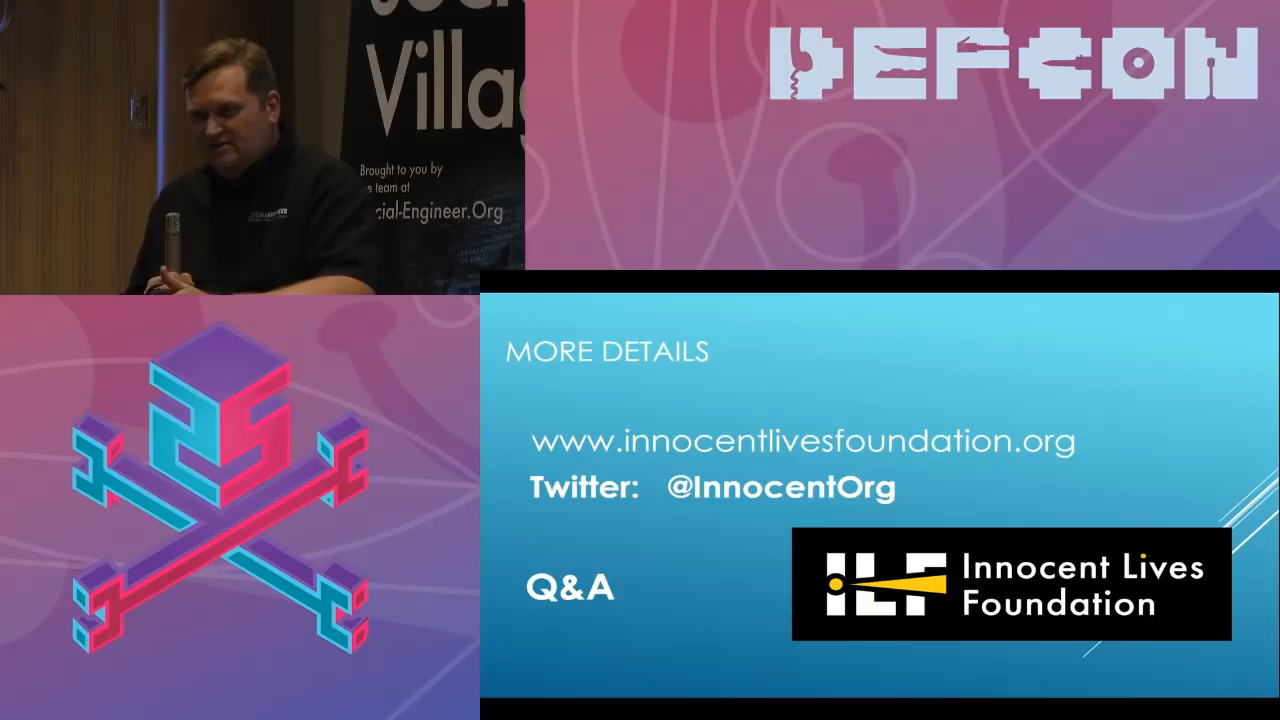 Village
Brought to you by
team at
cial-Engineer.Org
DEFCON
MORE DETAILS
www.innocentlivesfoundation.org
Twitter: @InnocentOrg
Q&A
ILF Innocent Lives
Foundation